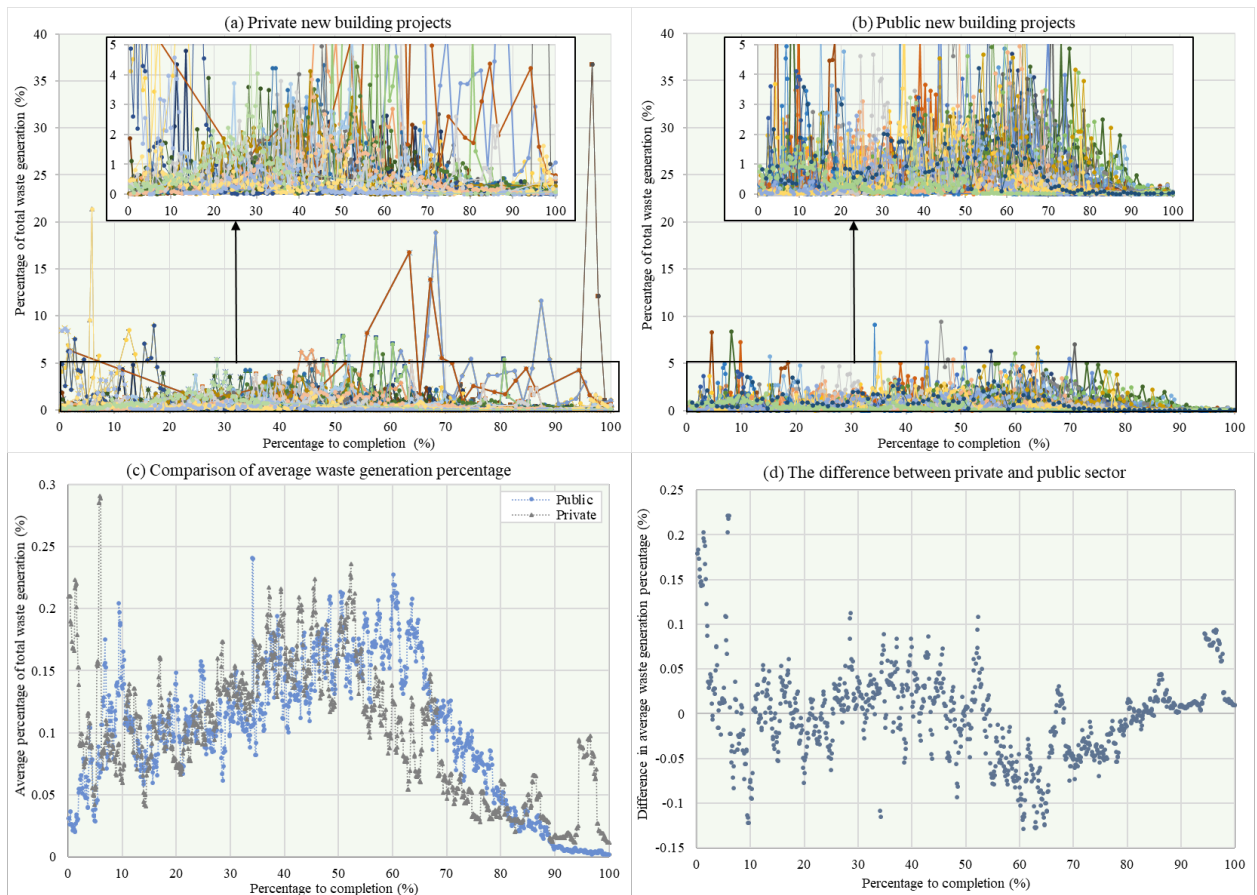 (a) Private new building projects
40
35
30
25
20
15
10
5
0
Percentage of total waste generation (%)
5
4
3
2
1
0
0 10 20 30 40 50 60 70 80 90 100
0 10 20 30 40 50 60 70 80 90 100
Percentage to completion (%)
(b) Public new building projects
40
35
30
25
20
15
10
5
0
Percentage of total waste generation (%)
5
4
3
2
1
0
0 10 20 30 40 50 60 70 80 90 100
0 10 20 30 40 50 60 70 80 90 100
Percentage to completion (%)
(c) Comparison of average waste generation percentage
0.3
0.25
0.2
0.15
0.1
0.05
0
Average percentage of total waste generation (%)
Public
Private
0 10 20 30 40 50 60 70 80 90 100
Percentage to completion (%)
(d) The difference between private and public sector
0.25
0.2
0.15
0.1
0.05
0
-0.05
-0.1
-0.15
Difference in average waste generation percentage (%)
0 10 20 30 40 50 60 70 80 90 100
Percentage to completion (%)